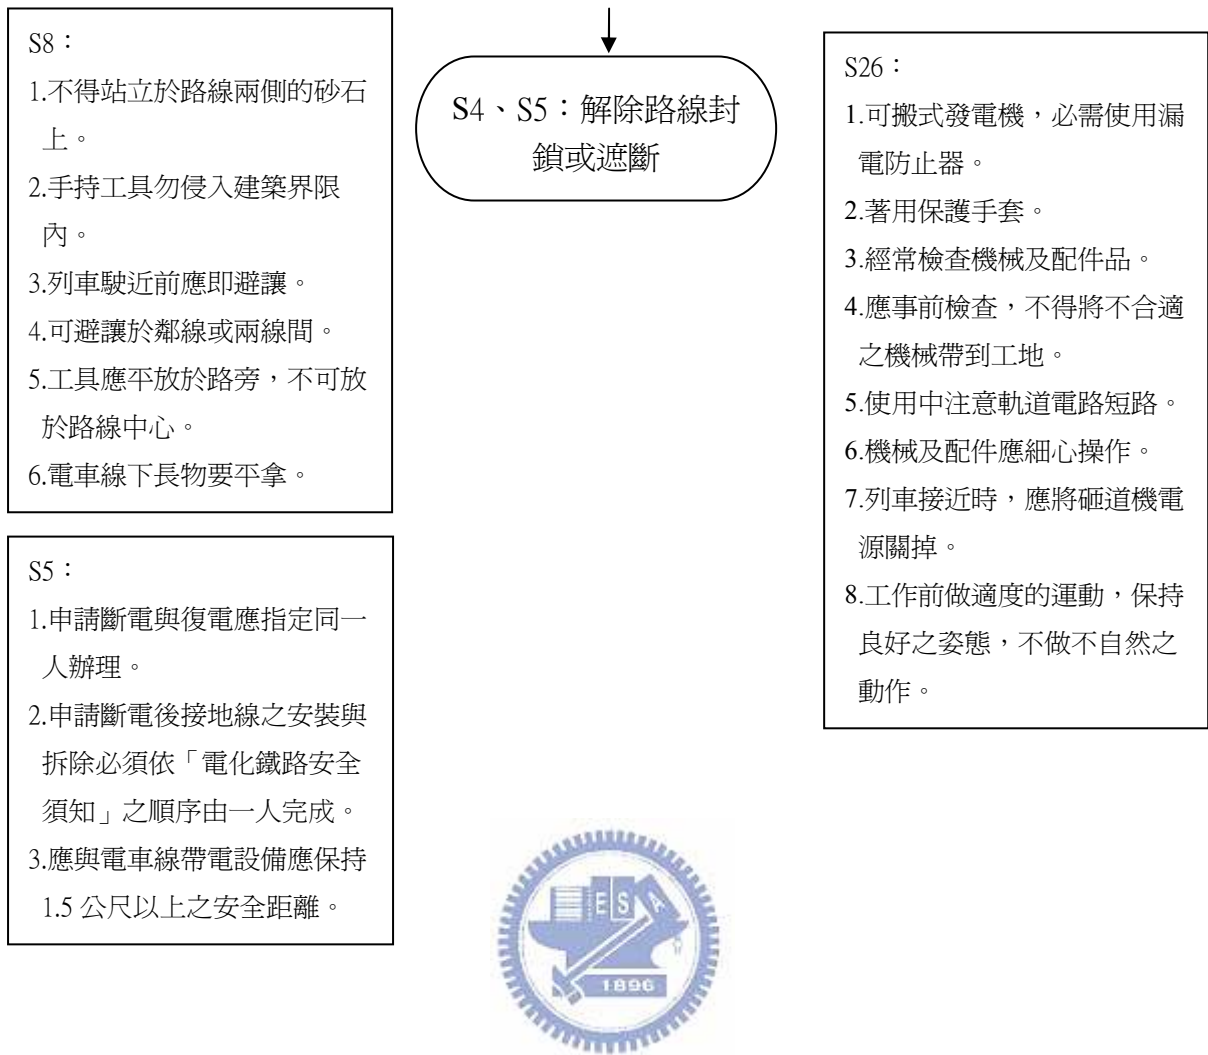 S8：
1.不得站立於路線兩側的砂石
上。
2.手持工具勿侵入建築界限
內。
3.列車駛近前應即避讓。
4.可避讓於鄰線或兩線間。
5.工具應平放於路旁，不可放
於路線中心。
6.電車線下長物要平拿。
S5：
1.申請斷電與復電應指定同一
人辦理。
2.申請斷電後接地線之安裝與
拆除必須依「電化鐵路安全
須知」之順序由一人完成。
3.應與電車線帶電設備應保持
1.5 公尺以上之安全距離。
S4、S5：解除路線封
鎖或遮斷
S26：
1.可搬式發電機，必需使用漏
電防止器。
2.著用保護手套。
3.經常檢查機械及配件品。
4.應事前檢查，不得將不合適
之機械帶到工地。
5.使用中注意軌道電路短路。
6.機械及配件應細心操作。
7.列車接近時，應將砸道機電
源關掉。
8.工作前做適度的運動，保持
良好之姿態，不做不自然之
動作。
E S A
1896